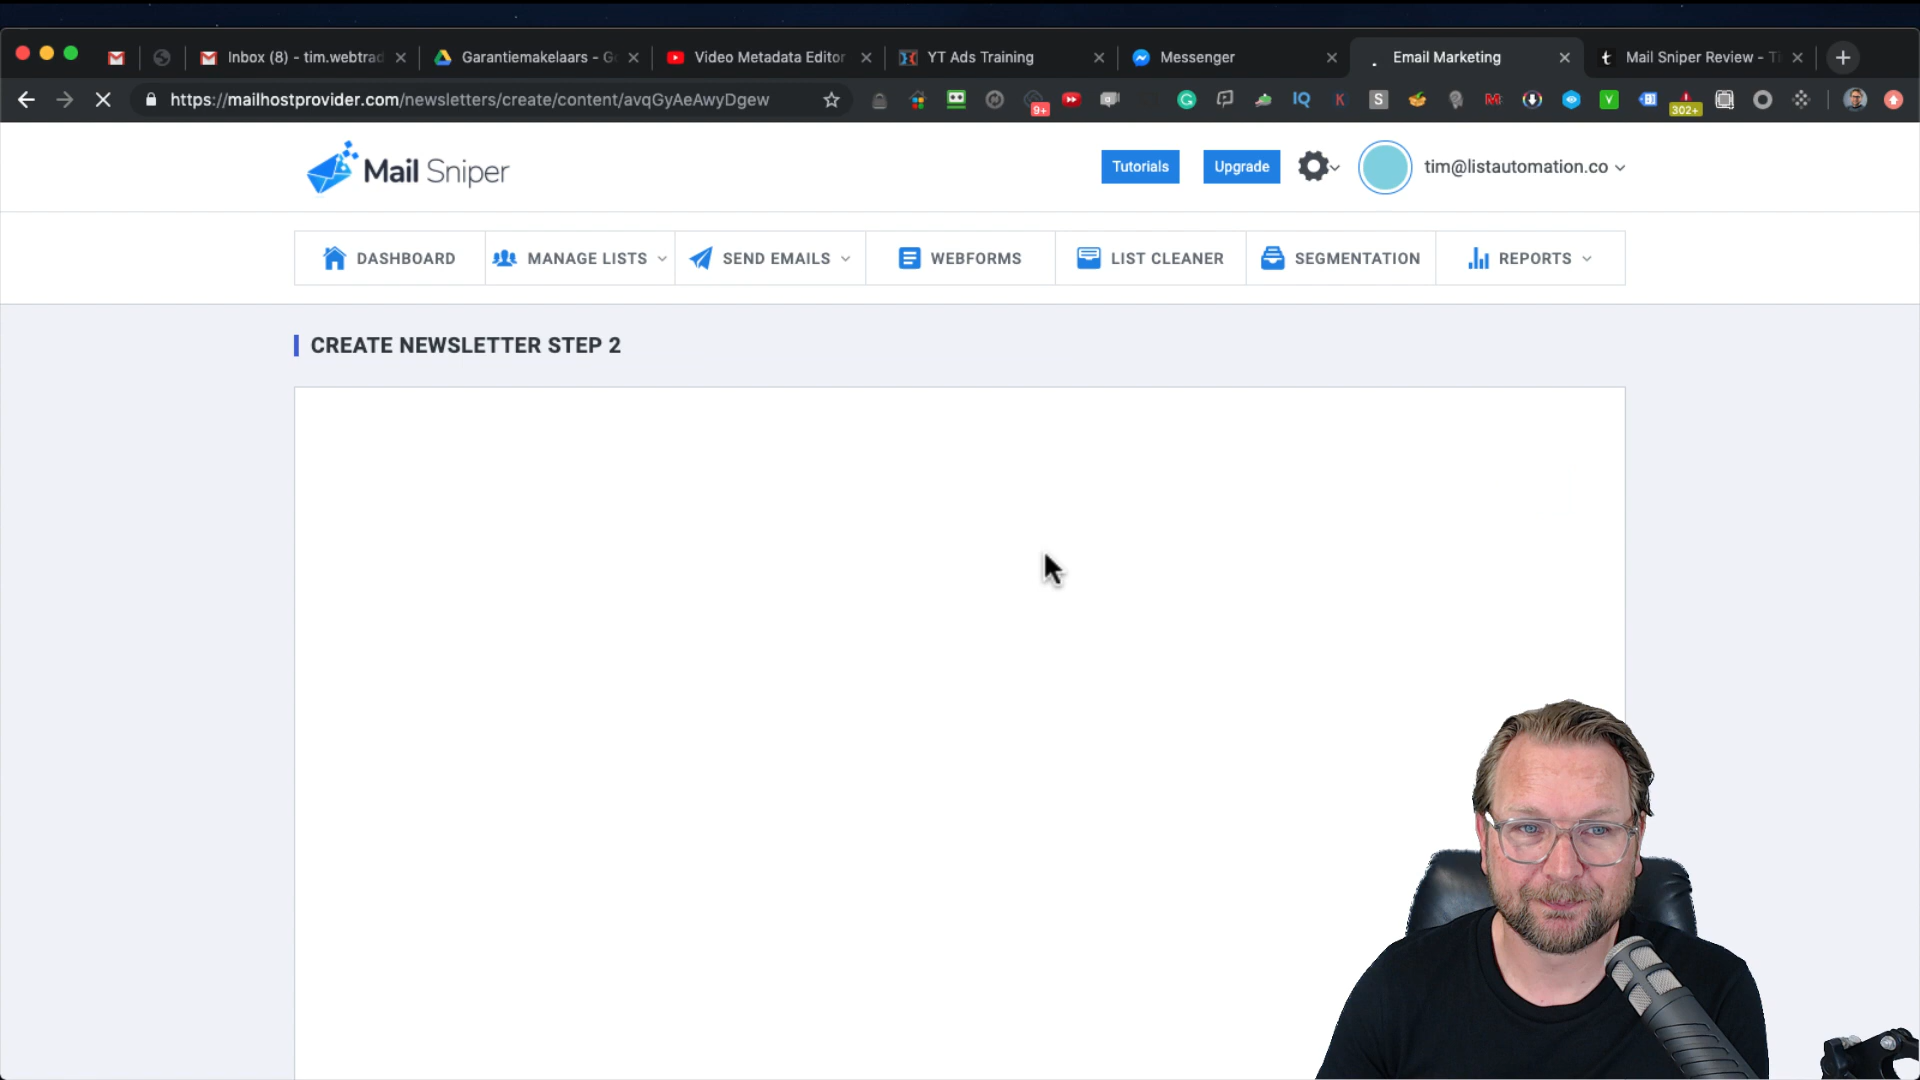 Inbox (8) - tim.webtrad
Garantiemakelaars - G
Video Metadata Editor
YT Ads Training
Messenger
Email Marketing
Mail Sniper Review - T
https://mailhostprovider.com/newsletters/create/content/avqGyAeAwyDgew
9+
IQ
K
S
V
302+
Mail Sniper
Tutorials
Upgrade
tim@listautomation.co
DASHBOARD
MANAGE LISTS
SEND EMAILS
WEBFORMS
LIST CLEANER
SEGMENTATION
REPORTS
CREATE NEWSLETTER STEP 2